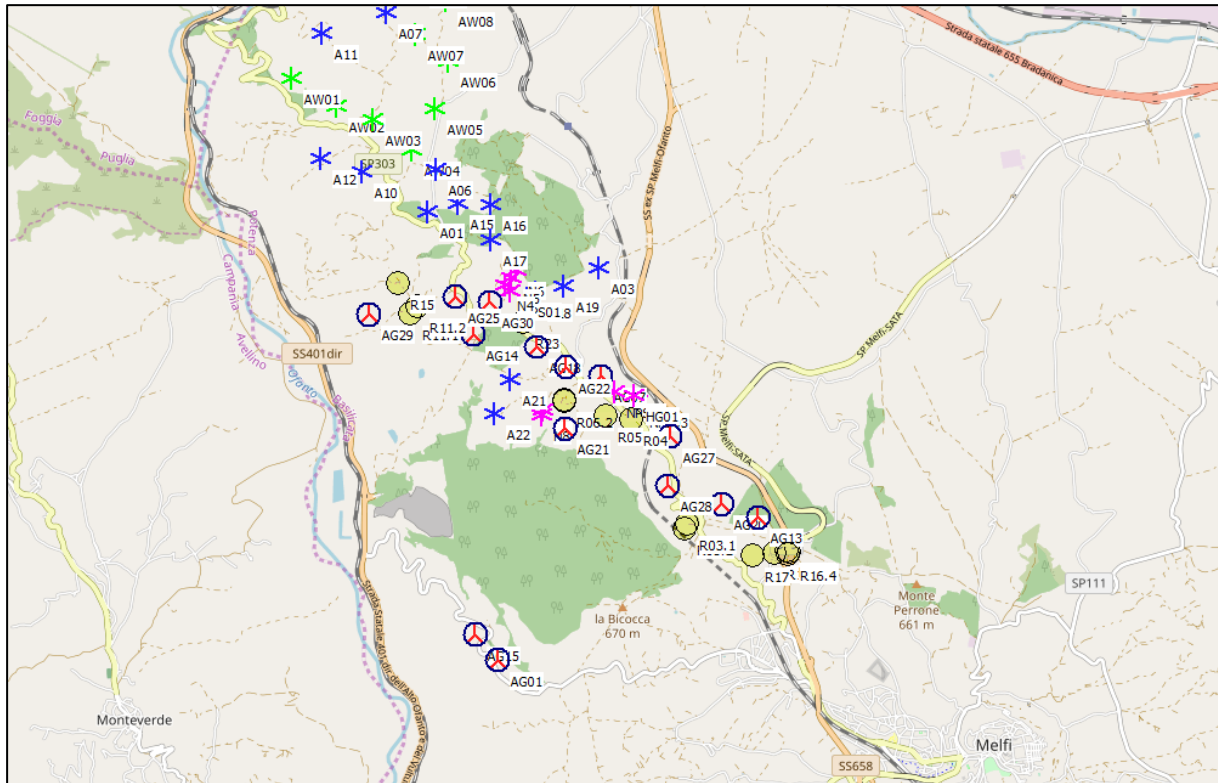 AW08
A07
Strada statale 655 Bradanica
A11
AW07
AW06
AW01
Foggia
AW02
AW05
SS ex SP Melfi-Ofanto
AW03
Puglia
SP303
A12
A10
A06
Potenza
A15
A16
A01
Campania
A17
A03
A19
S01.8
R15
AG25
AG30
R11.2
AG29
SP Melfi-SATA
Avellino
R23
SS401dir
Ofanto
AG14
AG18
AG22
Basilicata
A21
HG01
R06.2
A22
R05
R04
AG21
AG27
SP Melfi-SATA
AG28
AG13
R03.1
R17
R16.4
SP111
Monte
Perrone
661 m
la Bicocca
670 m
AG15
AG01
Strada Statale 401 dir. dell'Alto Ofanto e del Vulture
Monteverde
Melfi
SS658